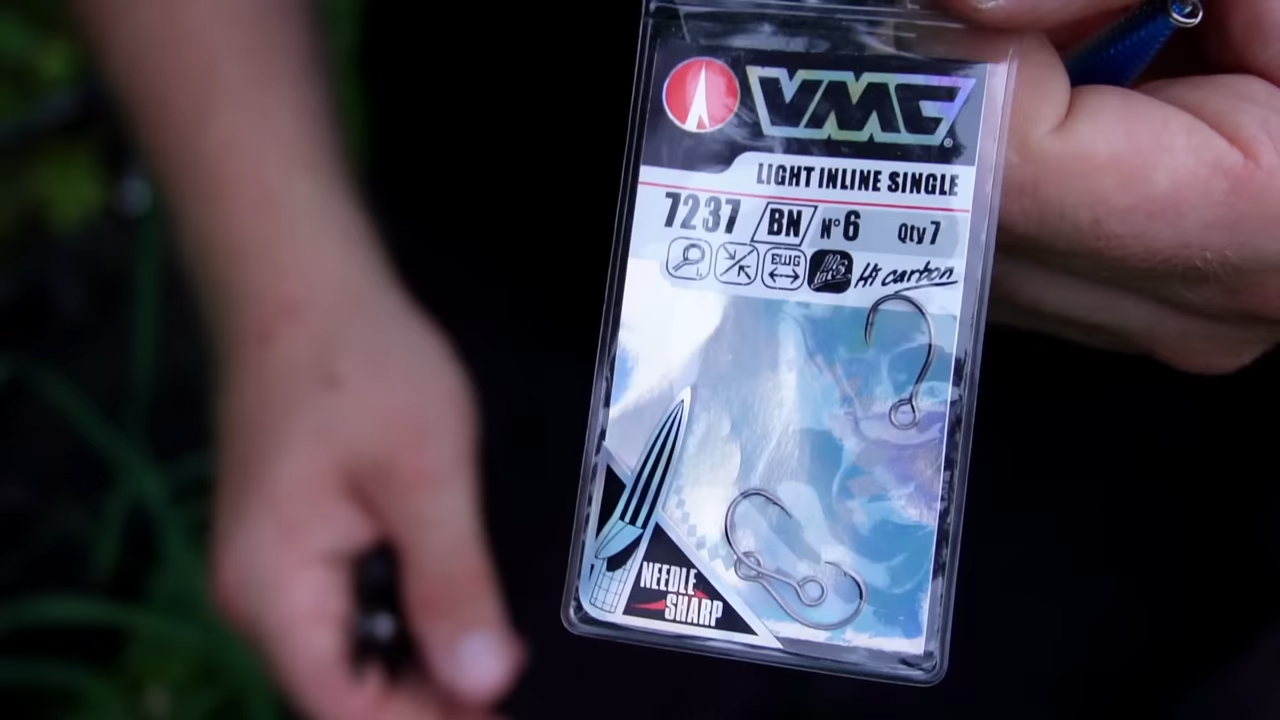 VMC®
LIGHT INLINE SINGLE
7237 BN N°6 Qty 7
EWG Hi carbon
NEEDLE
SHARP